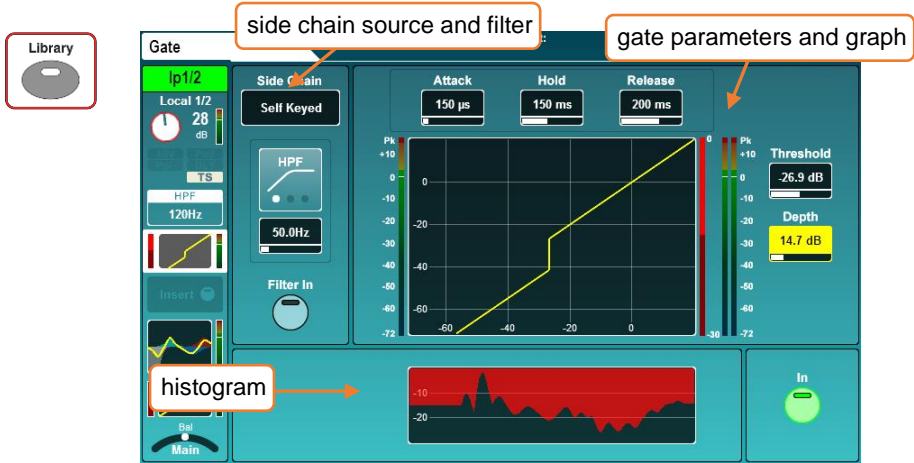 Library
side chain source and filter
gate parameters and graph
histogram
Gate
Ip1/2
Local 1/2
28
dB
TS
HPF
120Hz
Insert
Bal
Main
Side Chain
Self Keyed
HPF
50.0Hz
Filter In
Attack
Hold
Release
150 µs
150 ms
200 ms
Pk
+10
0
-10
-20
-30
-40
-50
-60
-72
0
-20
-40
-60
-60
-40
-20
0
0
-30
Pk
+10
0
-10
-20
-30
-40
-50
-60
-72
Threshold
-26.9 dB
Depth
14.7 dB
-10
-20
In